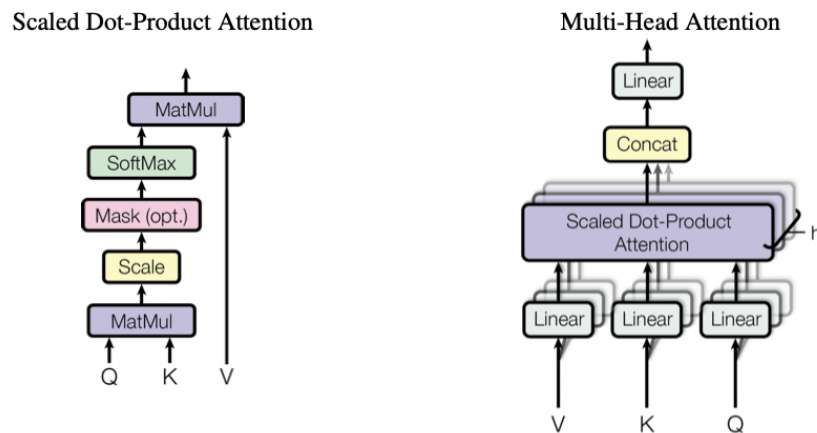 Scaled Dot-Product Attention
MatMul
SoftMax
Mask (opt.)
Scale
MatMul
Q K V
Multi-Head Attention
Linear
Concat
Scaled Dot-Product
Attention
h
Linear Linear Linear
V K Q